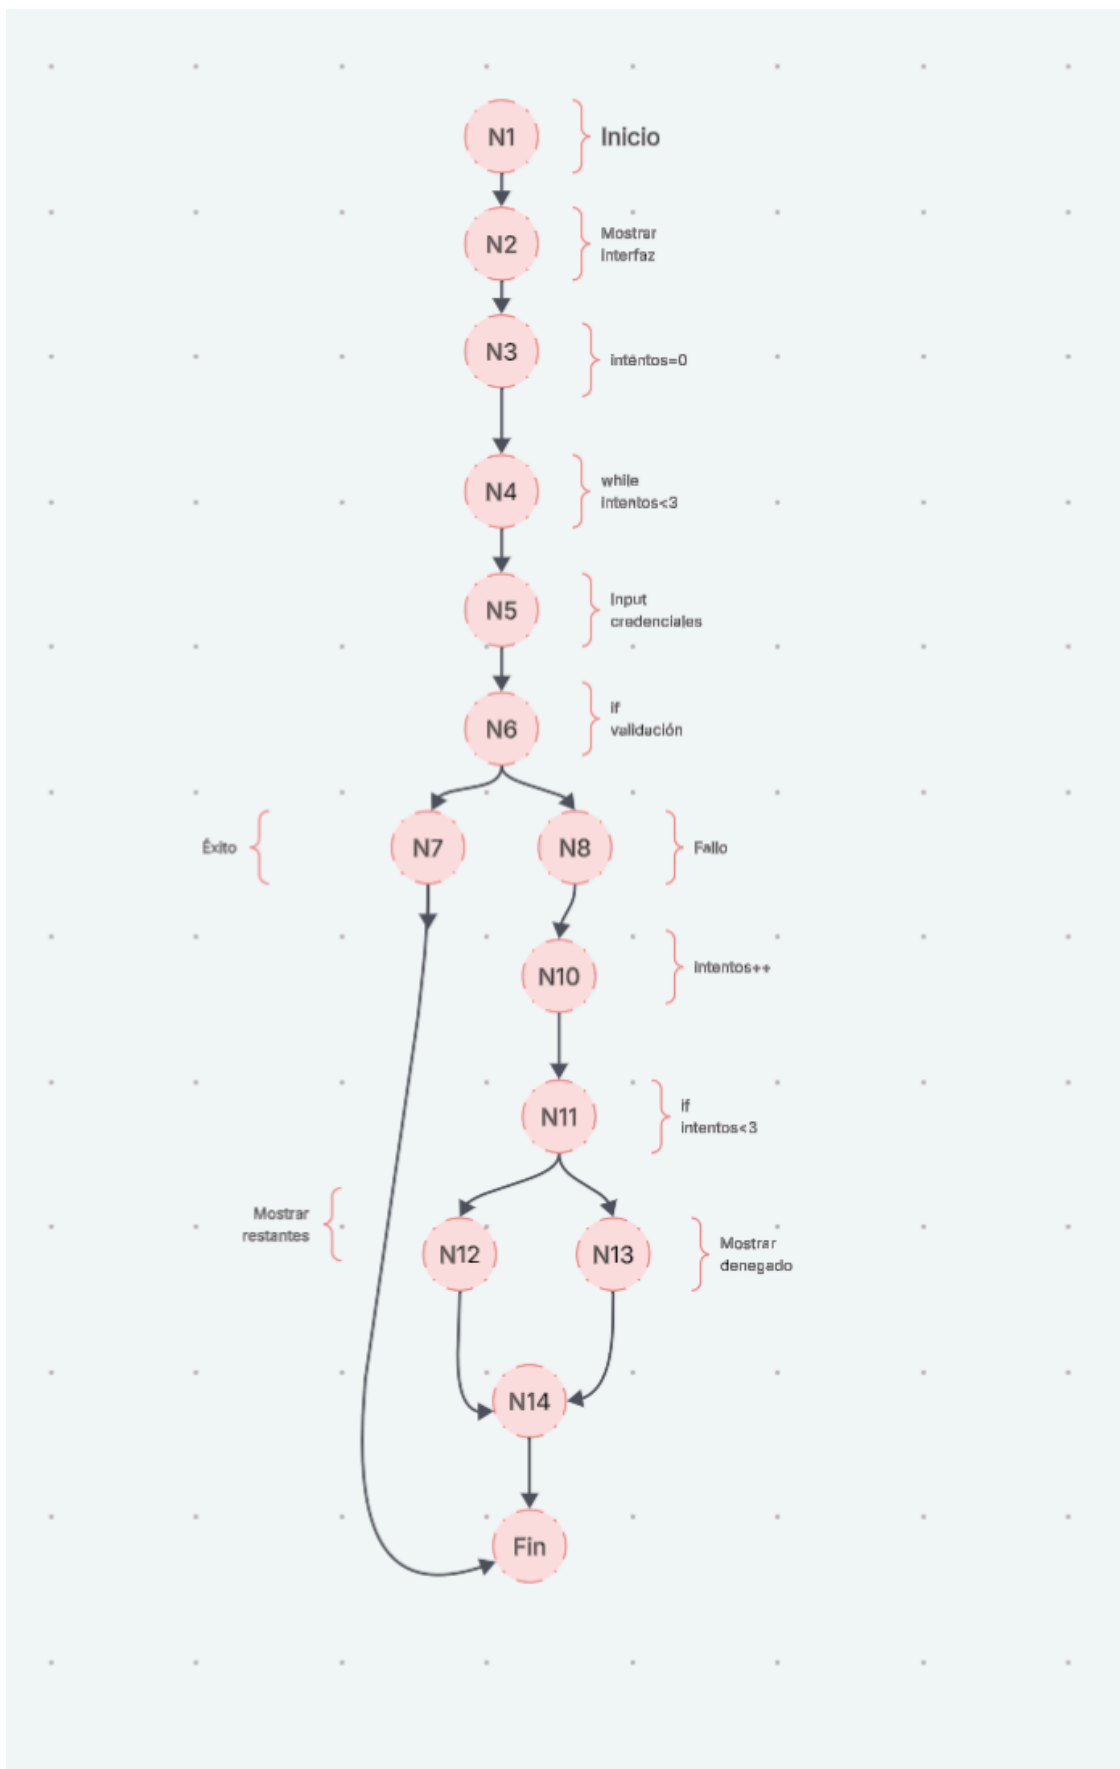 N1
Inicio
N2
Mostrar
interfaz
N3
intentos=0
N4
while
intentos<3
N5
Input
credenciales
N6
if
validación
Éxito
N7
N8
Fallo
N10
Intentos++
N11
if
intentos<3
Mostrar
restantes
N12
N13
Mostrar
denegado
N14
Fin